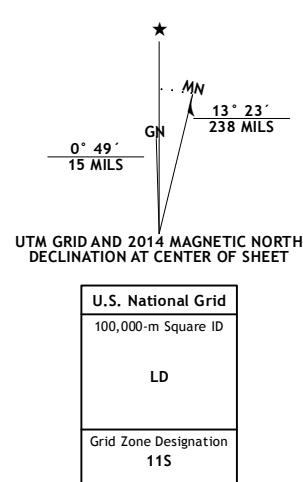 ★
MN
GN
13° 23´
238 MILS
0° 49´
15 MILS
UTM GRID AND 2014 MAGNETIC NORTH
DECLINATION AT CENTER OF SHEET
U.S. National Grid
100,000-m Square ID
LD
Grid Zone Designation
11S